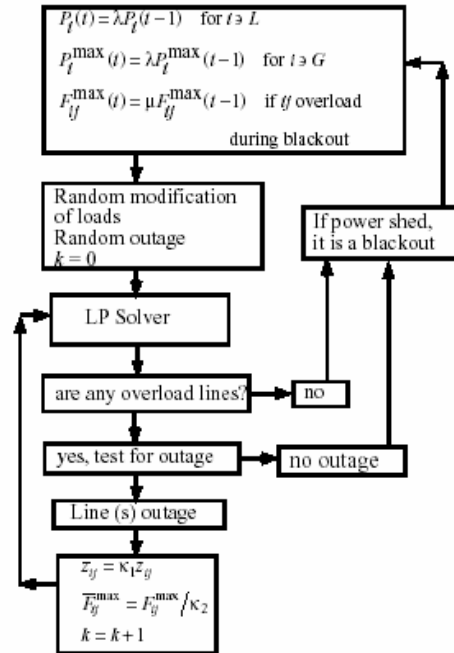 P_i(t) = λP_i(t−1) for i ∍ L
P_i^max(t) = λP_i^max(t−1) for i ∍ G
F_ij^max(t) = μF_ij^max(t−1) if ij overload
during blackout
Random modification
of loads
Random outage
k = 0
If power shed,
it is a blackout
LP Solver
are any overload lines?
no
yes, test for outage
no outage
Line (s) outage
z_ij = κ_1 z_ij
F̅_ij^max = F_ij^max/κ_2
k = k + 1